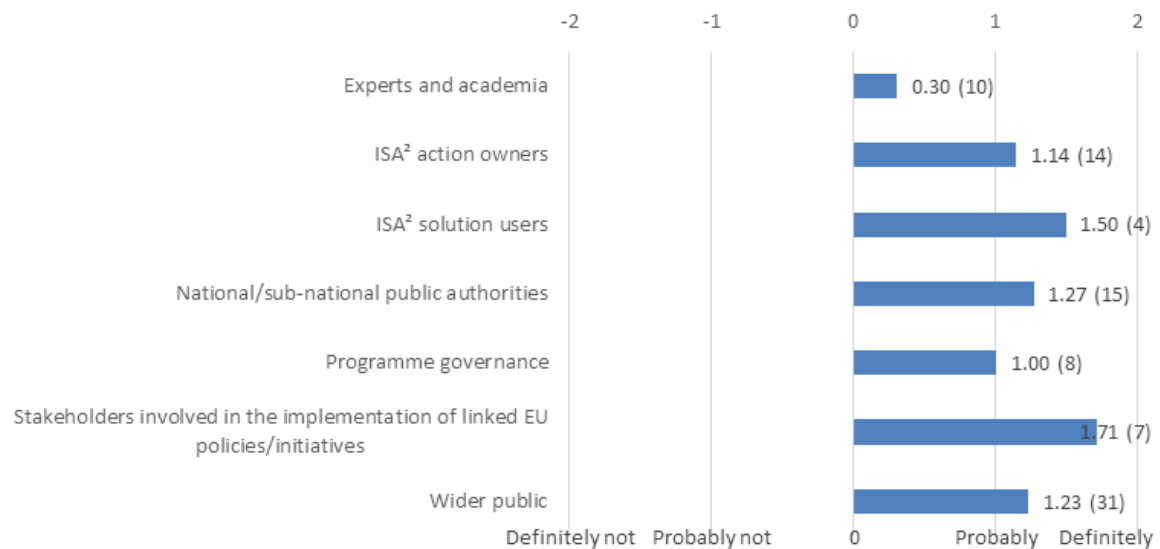 -2 -1 0 1 2
Experts and academia 0.30 (10)
ISA² action owners 1.14 (14)
ISA² solution users 1.50 (4)
National/sub-national public authorities 1.27 (15)
Programme governance 1.00 (8)
Stakeholders involved in the implementation of linked EU
policies/initiatives 1.71 (7)
Wider public 1.23 (31)
Definitely not Probably not 0 Probably Definitely